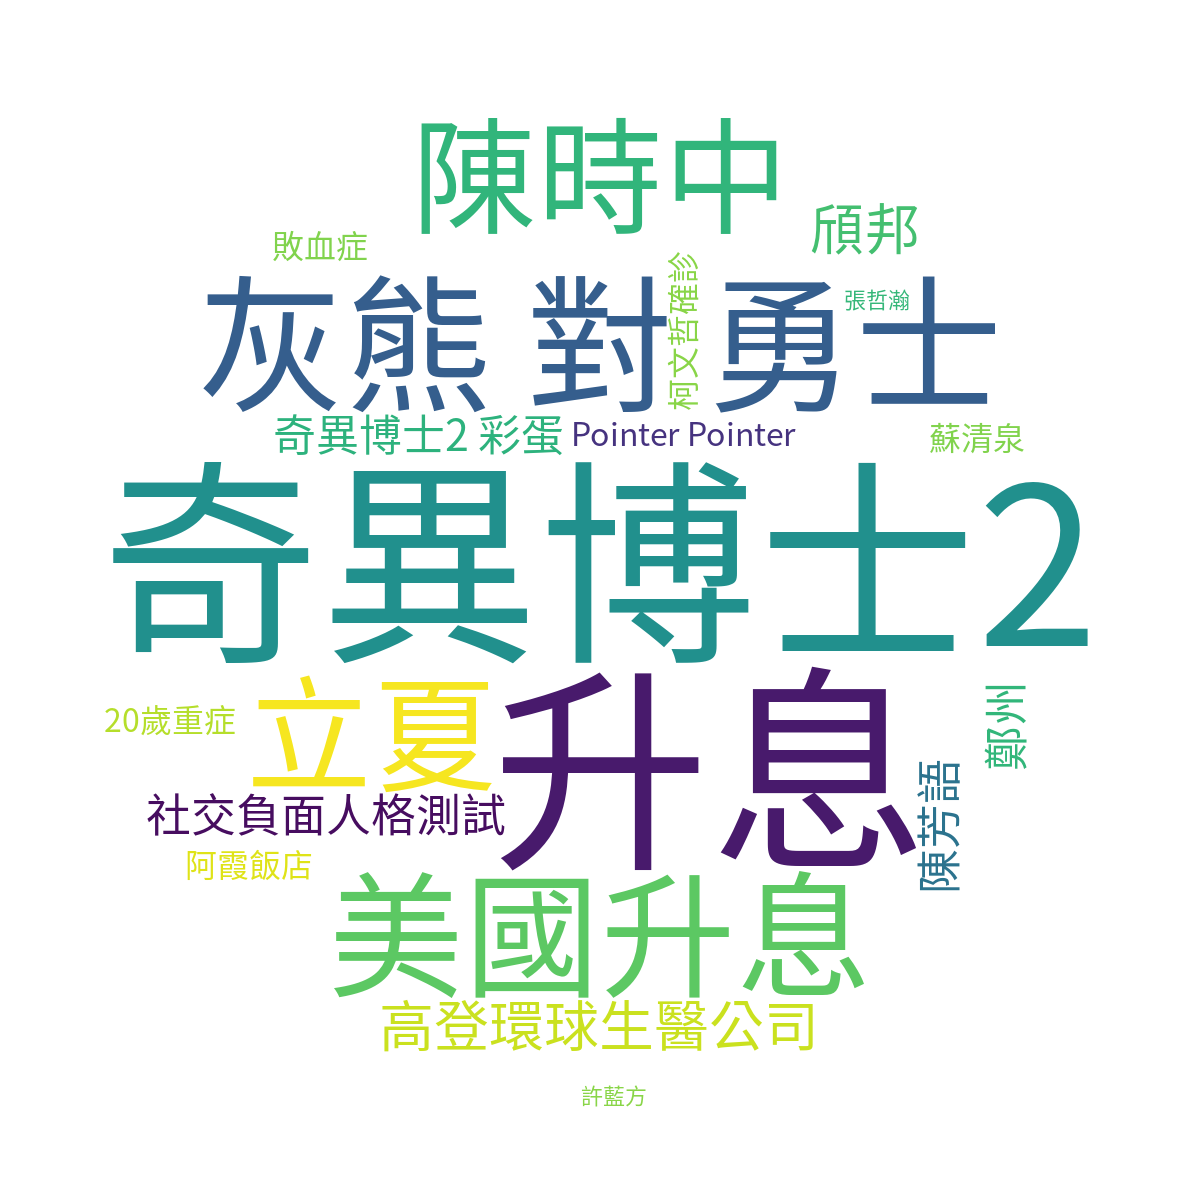 陳時中
頎邦
敗血症
柯文哲確診
張哲瀚
灰熊 對 勇士
奇異博士2 彩蛋
Pointer Pointer
蘇清泉
奇異博士2
升息
立夏
鄭州
20歲重症
陳芳語
社交負面人格測試
阿霞飯店
美國升息
高登環球生醫公司
許藍方